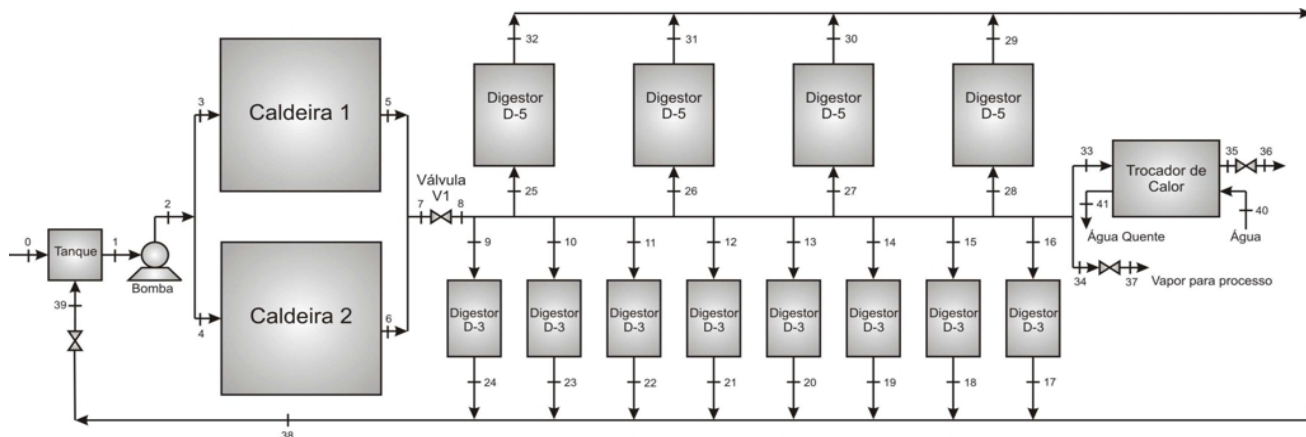 32
31
30
29
3
Caldeira 1
5
Digestor
D-5
Digestor
D-5
Digestor
D-5
Digestor
D-5
33
Trocador de
Calor
35
36
2
Válvula
V1
25
26
27
28
7
8
41
40
0
Tanque
1
Bomba
9
10
11
12
13
14
15
16
Água Quente
Água
34
37
Vapor para processo
39
4
Caldeira 2
6
Digestor
D-3
Digestor
D-3
Digestor
D-3
Digestor
D-3
Digestor
D-3
Digestor
D-3
Digestor
D-3
Digestor
D-3
24
23
22
21
20
19
18
17
38